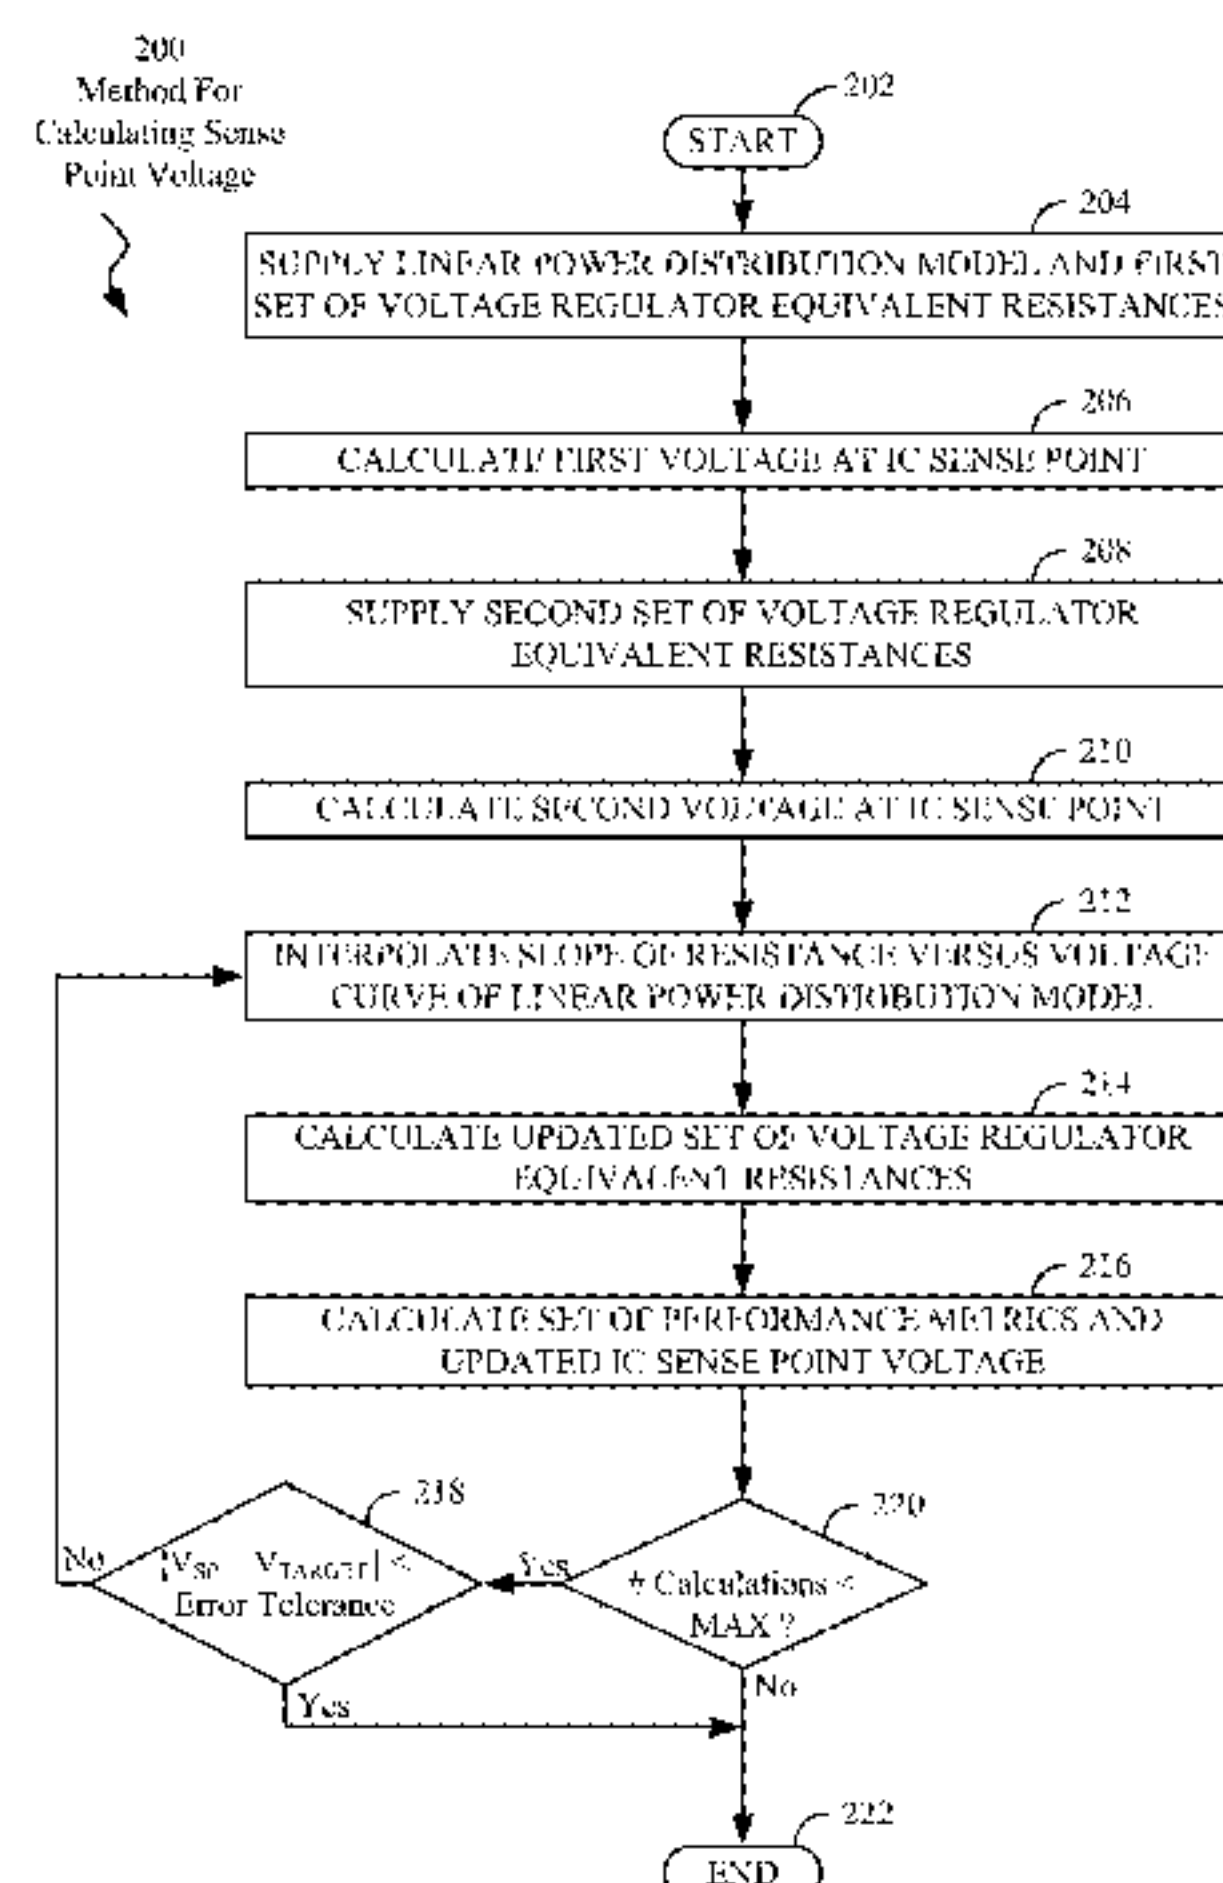 200
Method For
Calculating Sense
Point Voltage
202
START
204
SUPPLY LINEAR POWER DISTRIBUTION MODEL AND FIRST
SET OF VOLTAGE REGULATOR EQUIVALENT RESISTANCES
206
CALCULATE FIRST VOLTAGE AT IC SENSE POINT
208
SUPPLY SECOND SET OF VOLTAGE REGULATOR
EQUIVALENT RESISTANCES
210
CALCULATE SECOND VOLTAGE AT IC SENSE POINT
212
INTERPOLATE SLOPE OF RESISTANCE VERSUS VOLTAGE
CURVE OF LINEAR POWER DISTRIBUTION MODEL
214
CALCULATE UPDATED SET OF VOLTAGE REGULATOR
EQUIVALENT RESISTANCES
216
CALCULATE SET OF PERFORMANCE METRICS AND
UPDATED IC SENSE POINT VOLTAGE
218
No
|VSP VTARGET| <
Error Tolerance
Yes
220
Yes
# Calculations <
MAX ?
No
222
END